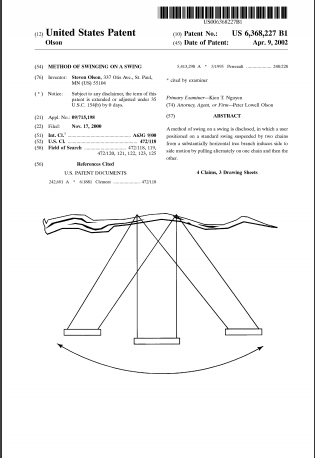 US006368227B1
(12) United States Patent
Olson
(10) Patent No.: US 6,368,227 B1
(45) Date of Patent: Apr. 9, 2002
(54) METHOD OF SWINGING ON A SWING
(76) Inventor: Steven Olson, 337 Otis Ave., St. Paul,
MN (US) 55104
( * ) Notice: Subject to any disclaimer, the term of this
patent is extended or adjusted under 35
U.S.C. 154(b) by 0 days.
(21) Appl. No.: 09/715,198
(22) Filed: Nov. 17, 2000
(51) Int. Cl.7 A63G 9/00
(52) U.S. Cl. 472/118
(58) Field of Search 472/118, 119,
472/120, 121, 122, 123, 125
(56) References Cited
U.S. PATENT DOCUMENTS
242,601 A * 6/1881 Clement 472/118
5,413,298 A * 5/1995 Perreault 248/228
* cited by examiner
Primary Examiner—Kien T. Nguyen
(74) Attorney, Agent, or Firm—Peter Lowell Olson
(57) ABSTRACT
A method of swing on a swing is disclosed, in which a user
positioned on a standard swing suspended by two chains
from a substantially horizontal tree branch induces side to
side motion by pulling alternately on one chain and then the
other.
4 Claims, 3 Drawing Sheets